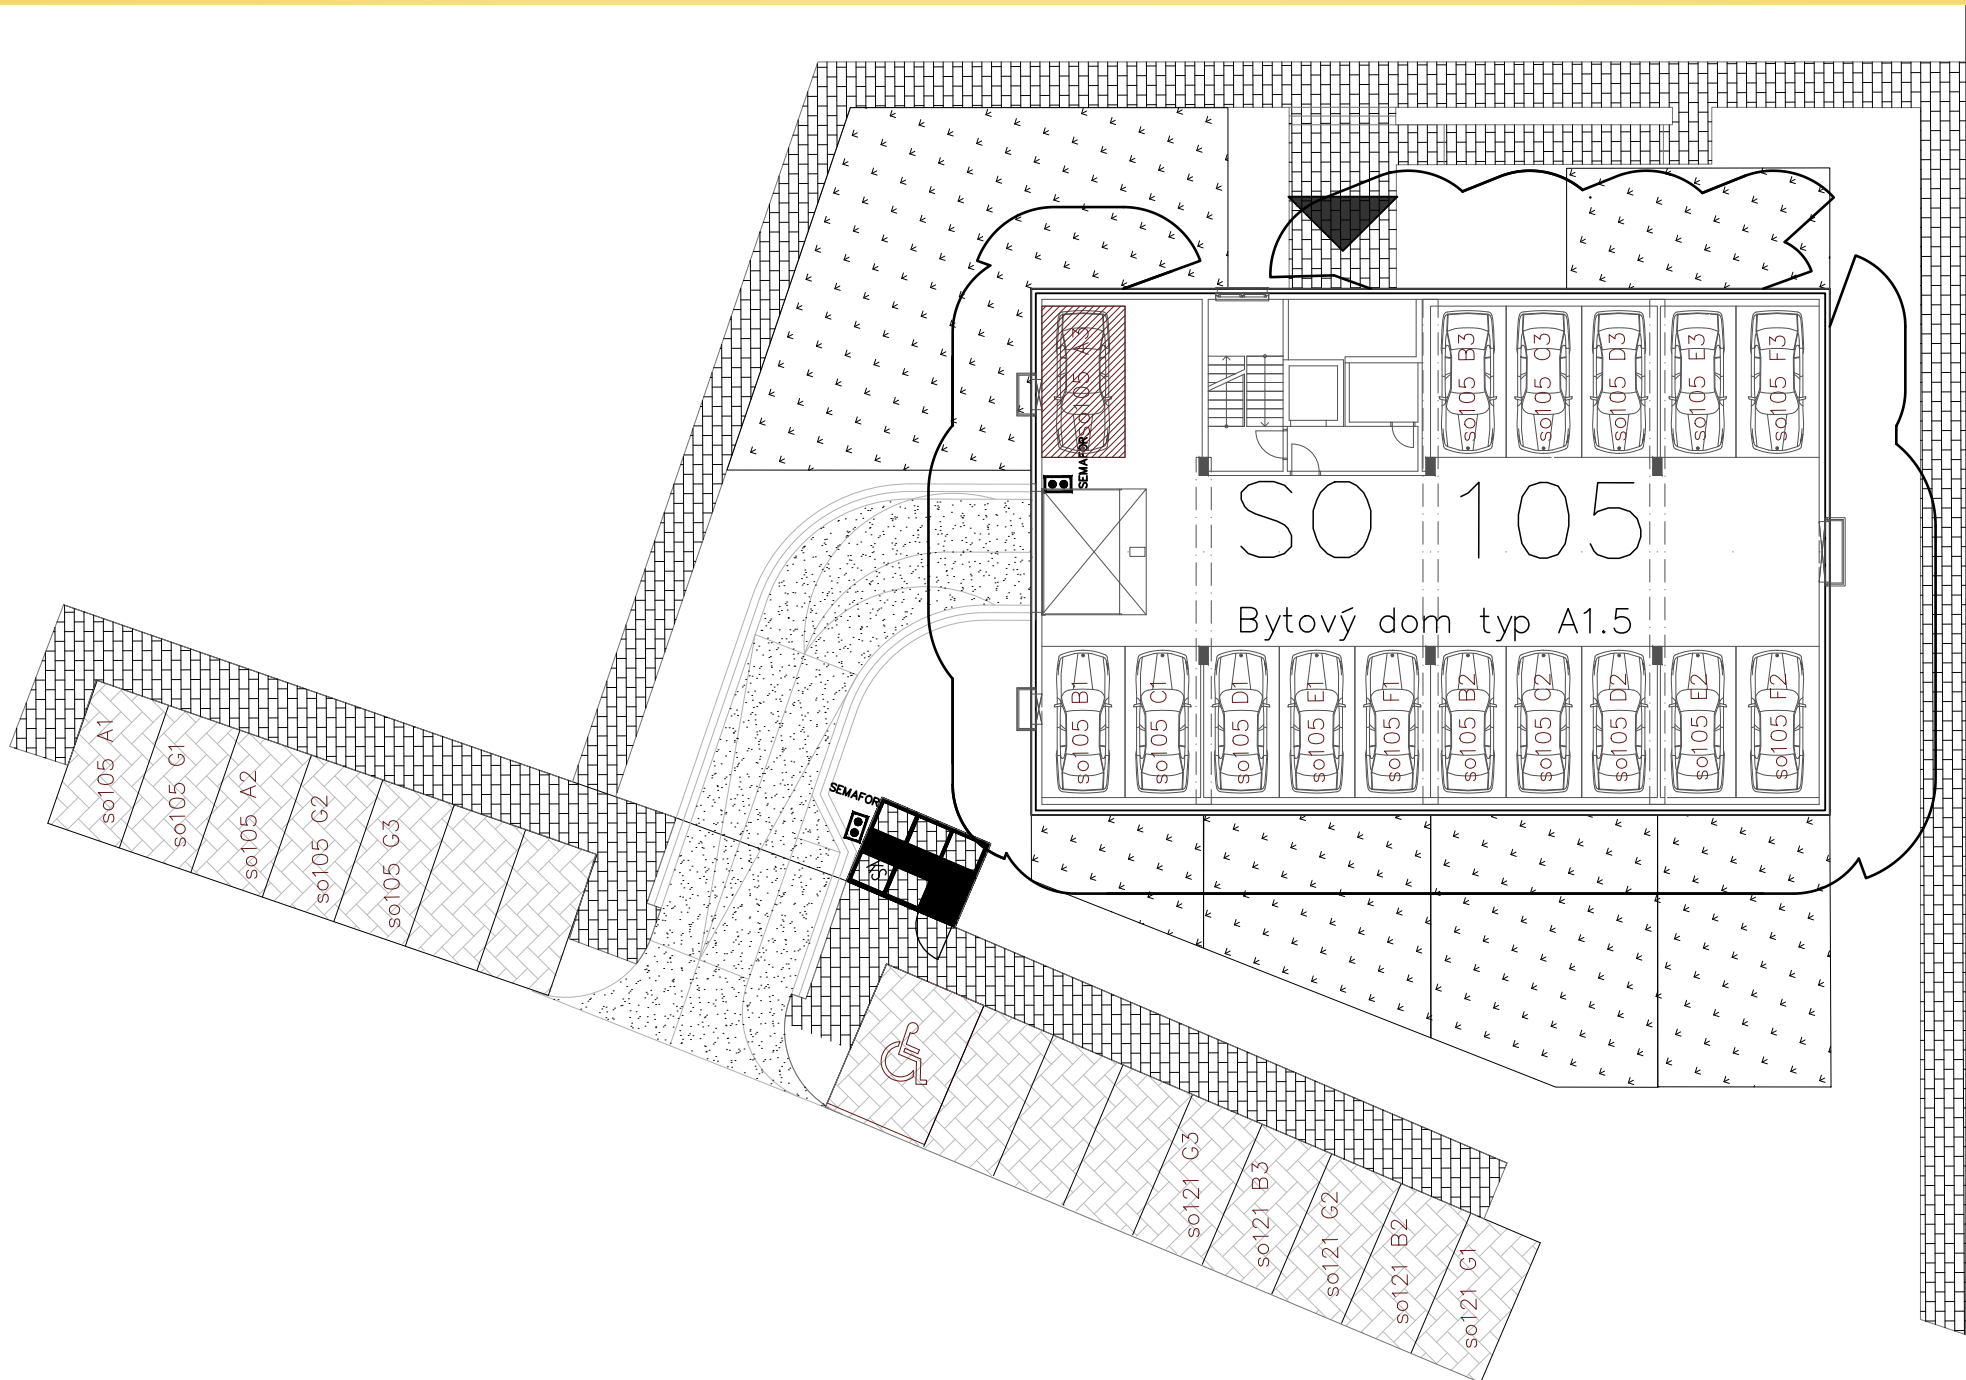 so105 A3
so105 B3
so105 C3
so105 D3
so105 E3
so105 F3
SEMAFOR
SO 105
Bytový dom typ A1.5
so105 B1
so105 C1
so105 D1
so105 E1
so105 F1
so105 B2
so105 C2
so105 D2
so105 E2
so105 F2
so105 A1
so105 G1
so105 A2
so105 G2
so105 G3
SEMAFOR
so121 G3
so121 B3
so121 G2
so121 B2
so121 G1